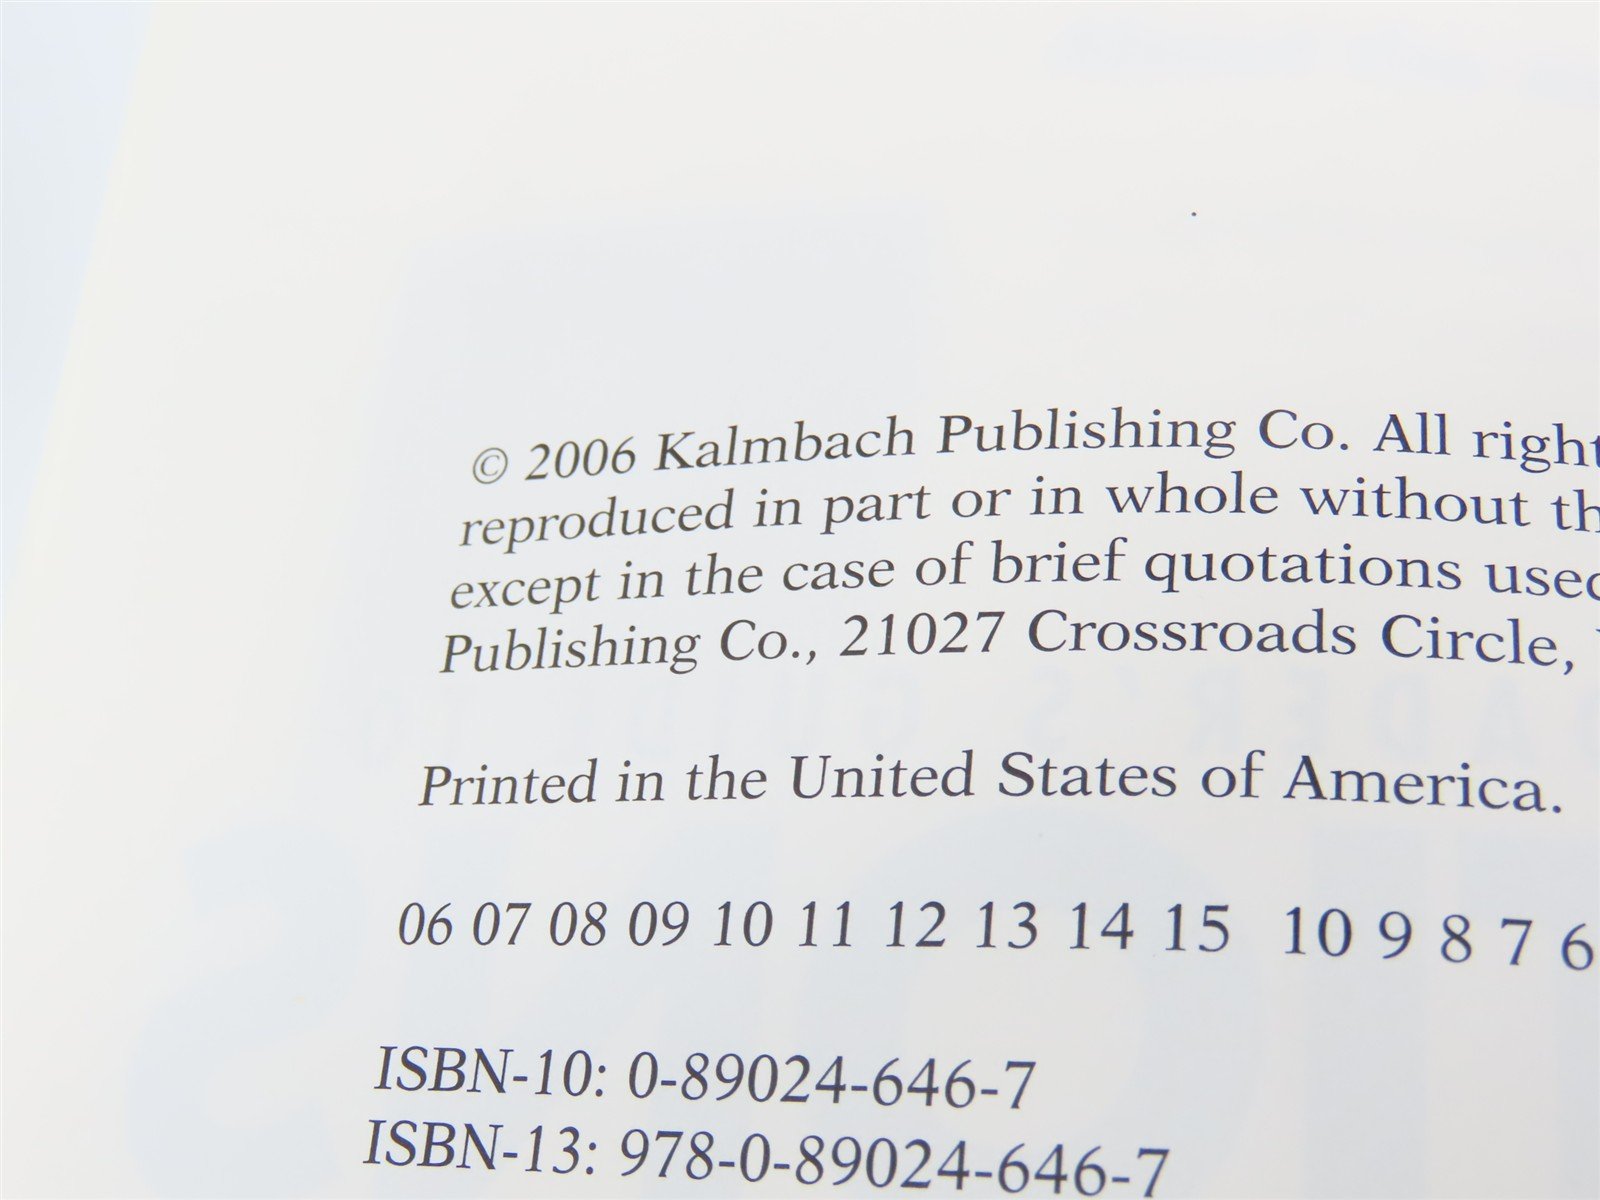 © 2006 Kalmbach Publishing Co. All right
reproduced in part or in whole without th
except in the case of brief quotations used
Publishing Co., 21027 Crossroads Circle,
Printed in the United States of America.
06 07 08 09 10 11 12 13 14 15 10 9 8 7 6
ISBN-10: 0-89024-646-7
ISBN-13: 978-0-89024-646-7